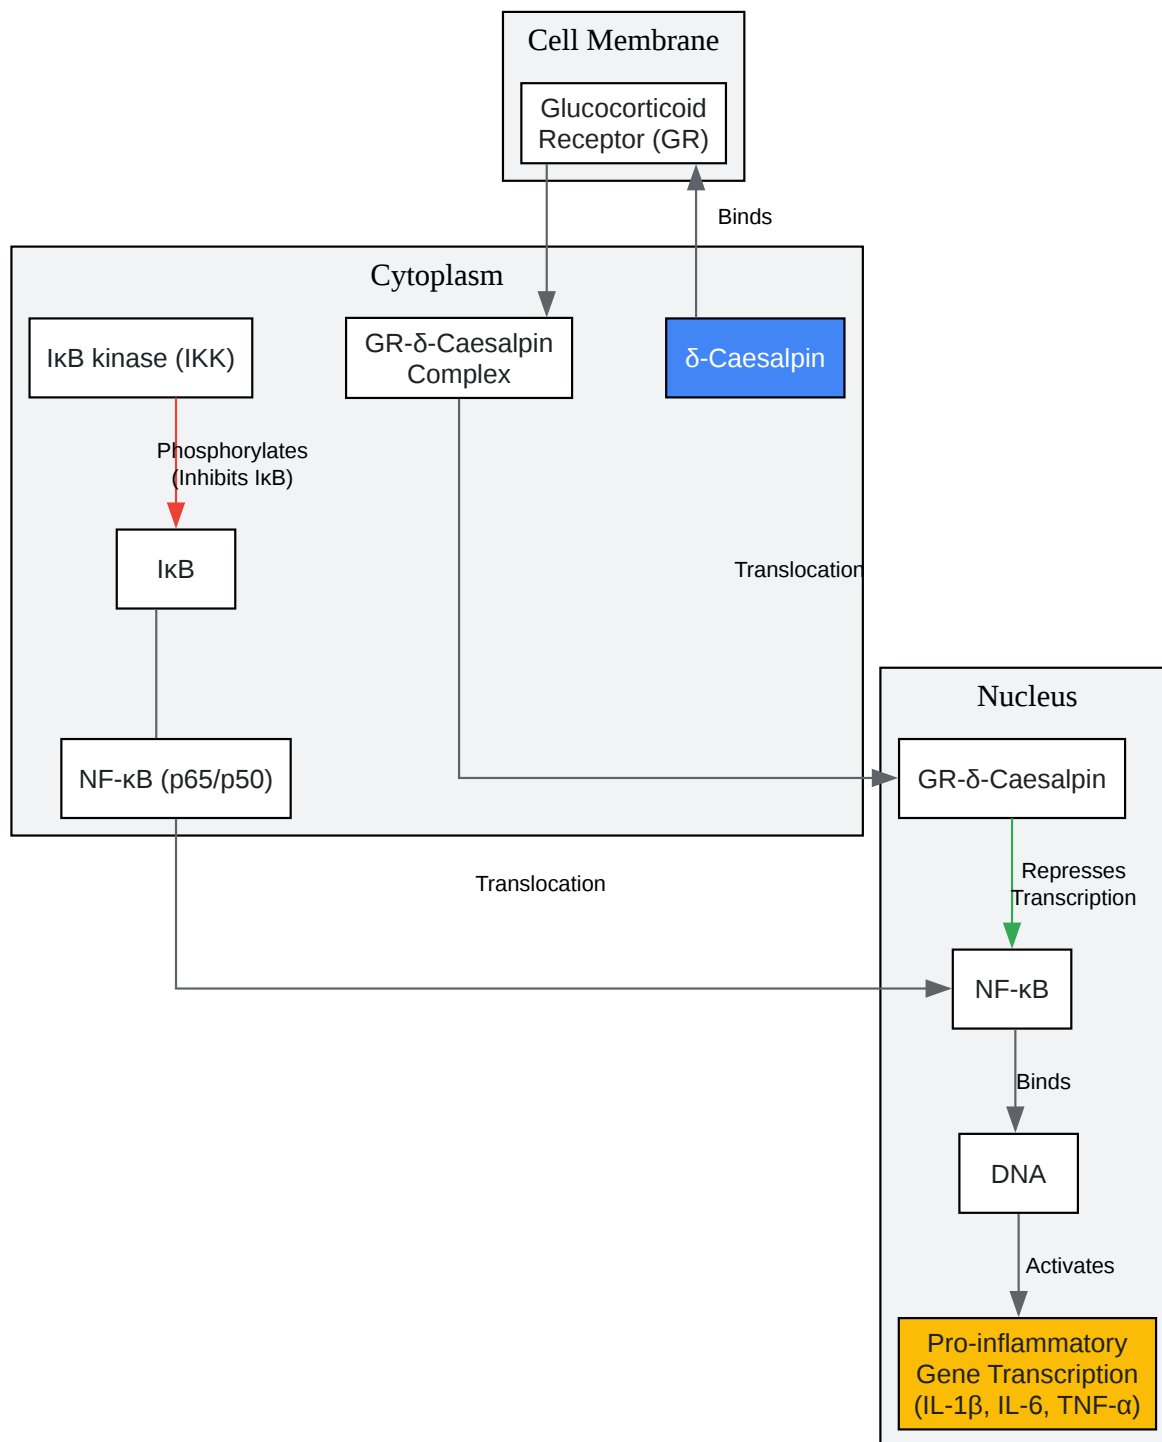 Cell Membrane
Glucocorticoid
Receptor (GR)
Binds
Cytoplasm
IκB kinase (IKK)
GR-δ-Caesalpin
Complex
δ-Caesalpin
Phosphorylates
(Inhibits IκB)
IκB
Translocation
NF-κB (p65/p50)
Nucleus
GR-δ-Caesalpin
Translocation
Represses
Transcription
NF-κB
Binds
DNA
Activates
Pro-inflammatory
Gene Transcription
(IL-1β, IL-6, TNF-α)